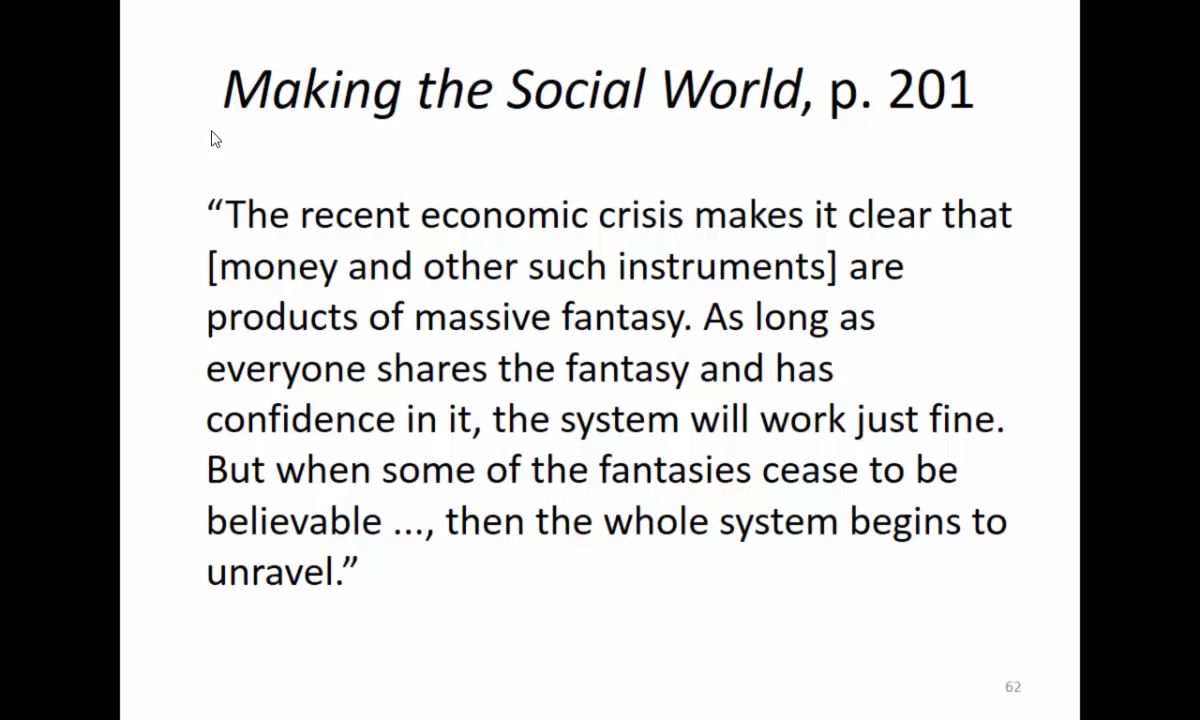 Making the Social World, p. 201
“The recent economic crisis makes it clear that
[money and other such instruments] are
products of massive fantasy. As long as
everyone shares the fantasy and has
confidence in it, the system will work just fine.
But when some of the fantasies cease to be
believable ..., then the whole system begins to
unravel.”
62